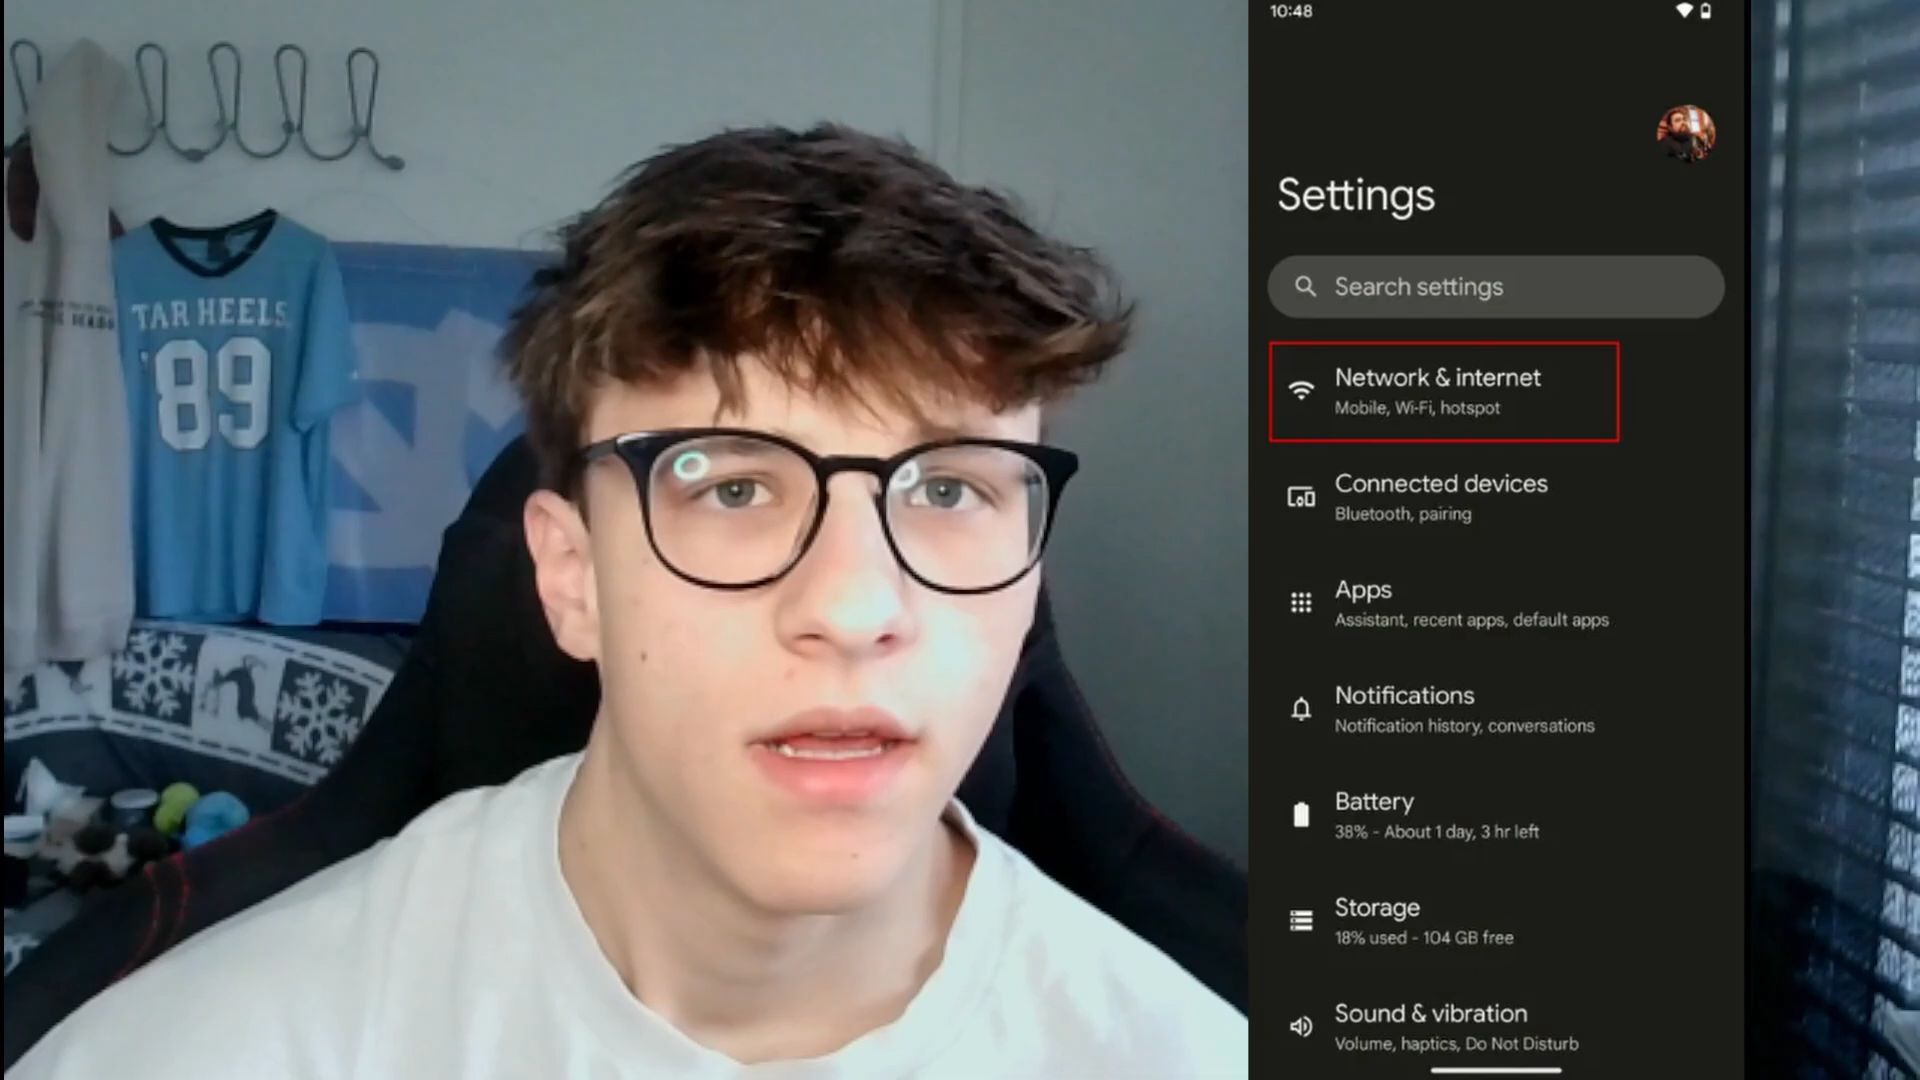 TAR HEELS
'89
10:48
Settings
Search settings
Network & internet
Mobile, Wi-Fi, hotspot
Connected devices
Bluetooth, pairing
Apps
Assistant, recent apps, default apps
Notifications
Notification history, conversations
Battery
38% - About 1 day, 3 hr left
Storage
18% used - 104 GB free
Sound & vibration
Volume, haptics, Do Not Disturb